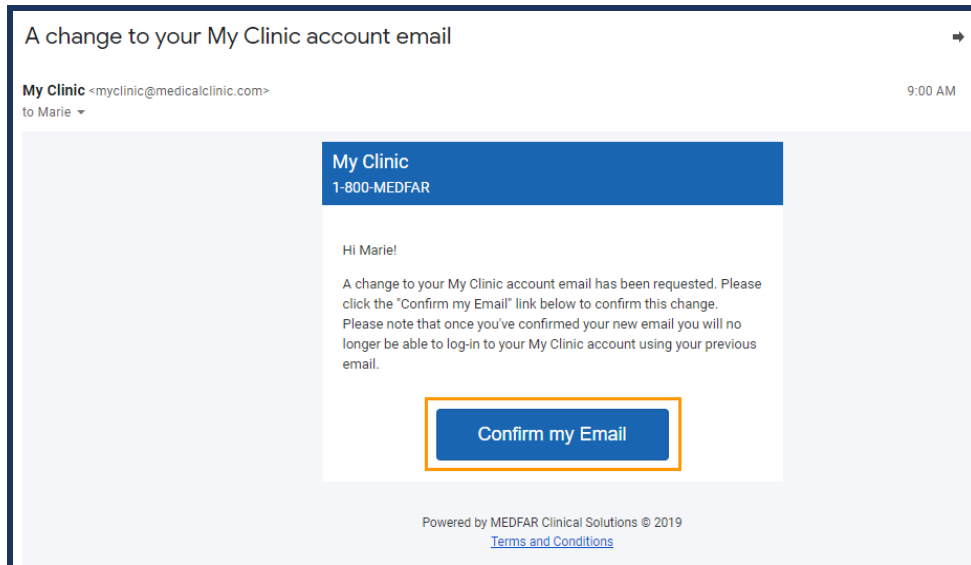 A change to your My Clinic account email
My Clinic <myclinic@medicalclinic.com>
9:00 AM
to Marie
My Clinic
1-800-MEDFAR
Hi Marie!
A change to your My Clinic account email has been requested. Please
click the "Confirm my Email" link below to confirm this change.
Please note that once you've confirmed your new email you will no
longer be able to log-in to your My Clinic account using your previous
email.
Confirm my Email
Powered by MEDFAR Clinical Solutions © 2019
Terms and Conditions